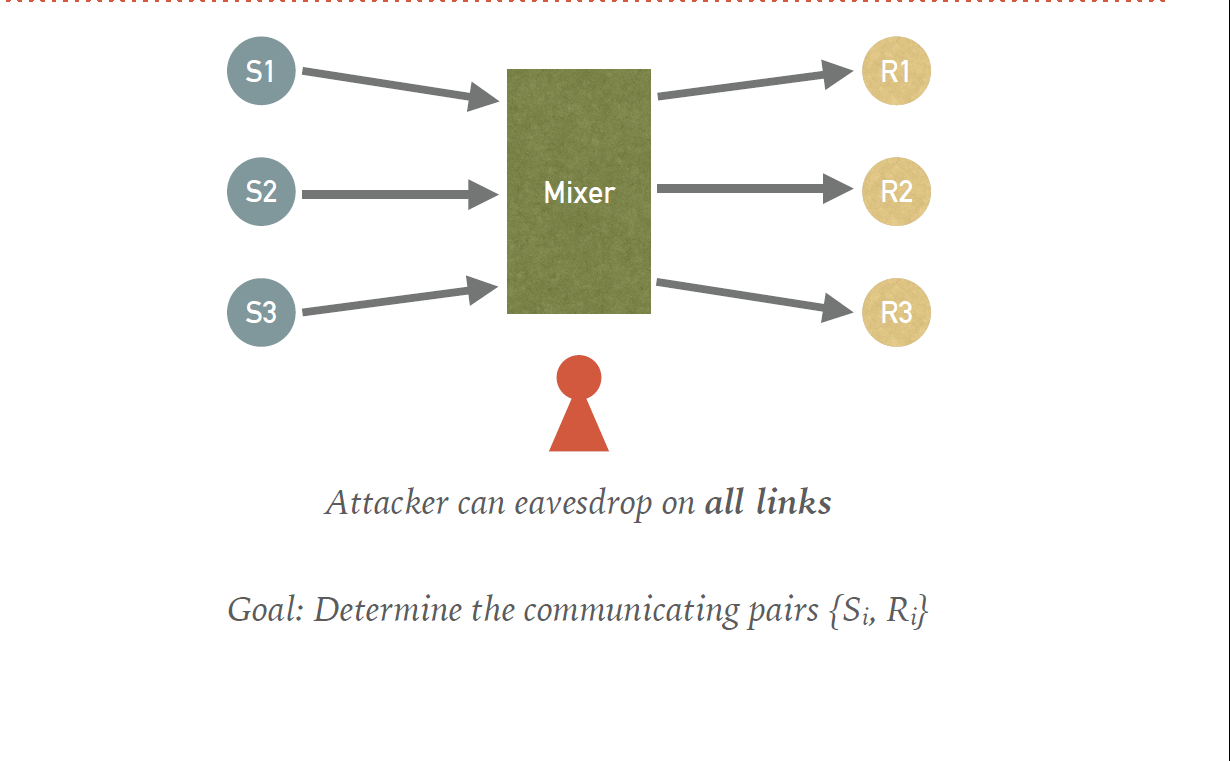 S1
R1
S2
Mixer
R2
S3
R3
Attacker can eavesdrop on all links
Goal: Determine the communicating pairs {Si, Ri}